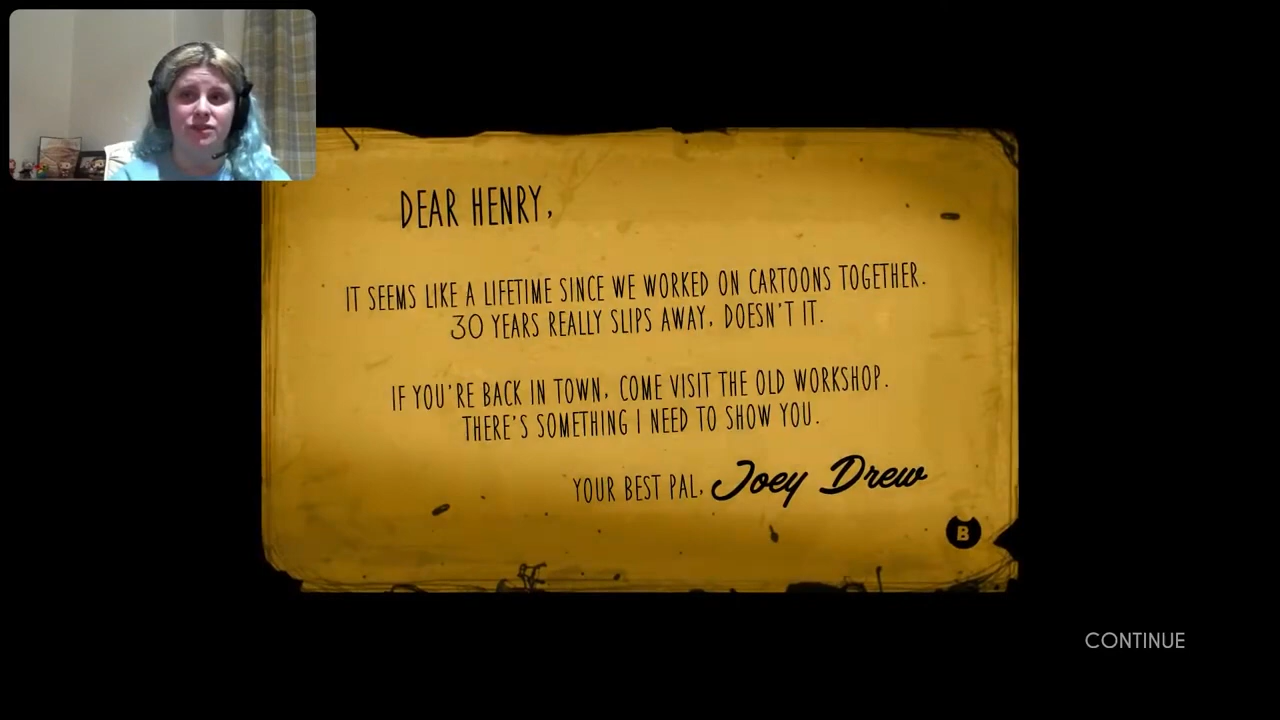 DEAR HENRY,
IT SEEMS LIKE A LIFETIME SINCE WE WORKED ON CARTOONS TOGETHER.
30 YEARS REALLY SLIPS AWAY, DOESN'T IT.
IF YOU'RE BACK IN TOWN, COME VISIT THE OLD WORKSHOP.
THERE'S SOMETHING I NEED TO SHOW YOU.
YOUR BEST PAL, Joey Drew
B
CONTINUE